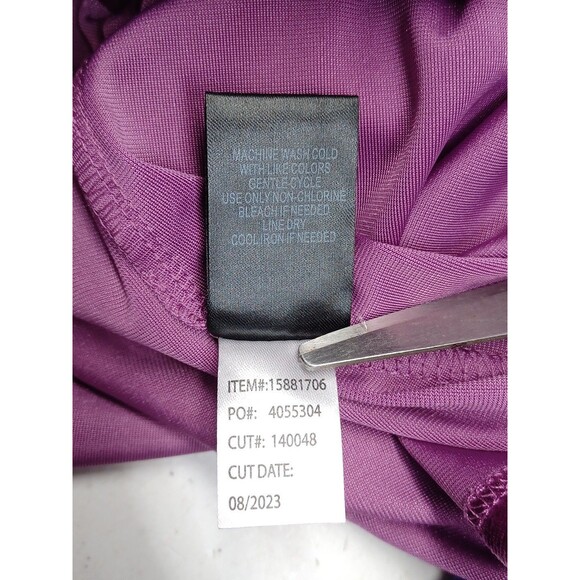 MACHINE WASH COLD
WITH LIKE COLORS
GENTLE CYCLE
USE ONLY NON-CHLORINE
BLEACH IF NEEDED
LINE DRY
COOL IRON IF NEEDED
ITEM#:15881706
PO#: 4055304
CUT#: 140048
CUT DATE:
08/2023